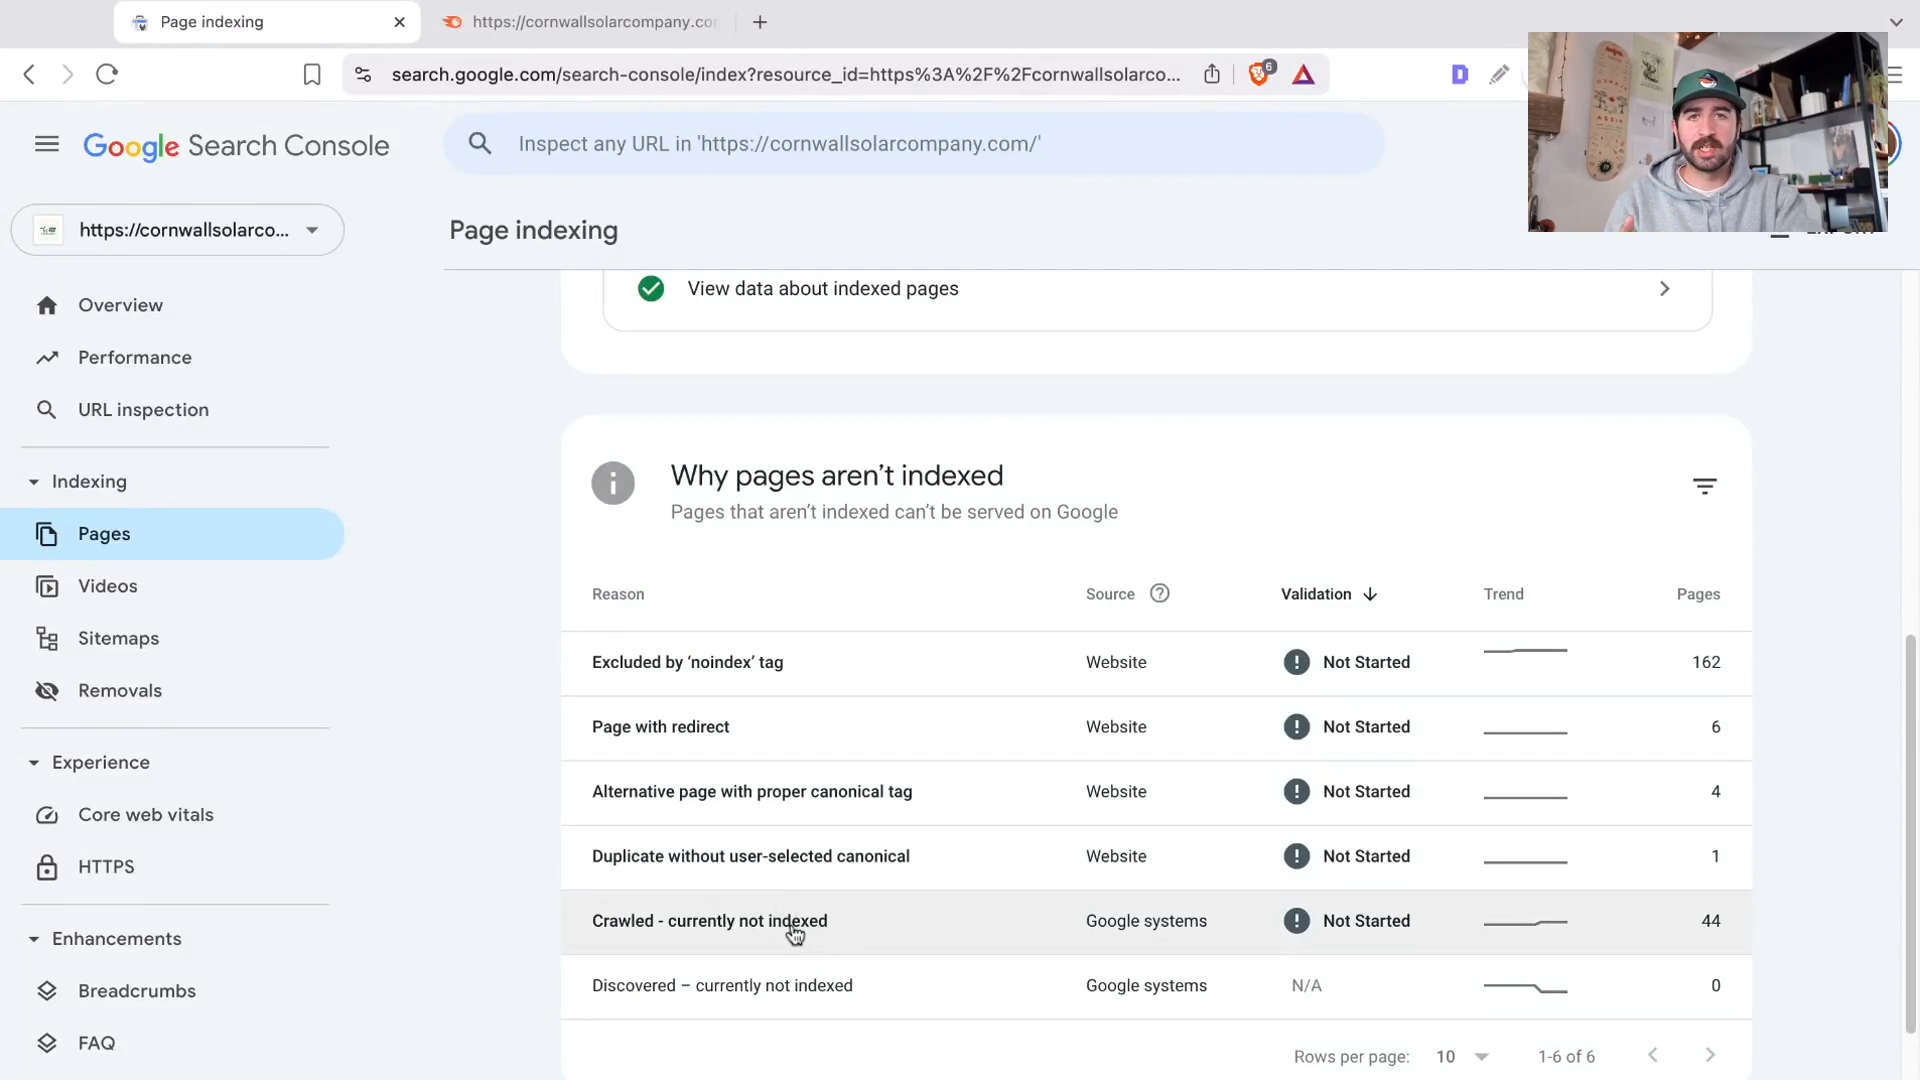 Page indexing
https://cornwallsolarcompany.co
search.google.com/search-console/index?resource_id=https%3A%2F%2Fcornwallsolarco...
6
Google Search Console
Inspect any URL in 'https://cornwallsolarcompany.com/'
https://cornwallsolarco...
Page indexing
Overview
Performance
URL inspection
Indexing
Pages
Videos
Sitemaps
Removals
Experience
Core web vitals
HTTPS
Enhancements
Breadcrumbs
FAQ
View data about indexed pages
Why pages aren't indexed
Pages that aren't indexed can't be served on Google
Reason Source Validation Trend Pages
Excluded by ‘noindex’ tag Website Not Started 162
Page with redirect Website Not Started 6
Alternative page with proper canonical tag Website Not Started 4
Duplicate without user-selected canonical Website Not Started 1
Crawled - currently not indexed Google systems Not Started 44
Discovered – currently not indexed Google systems N/A 0
Rows per page: 10 1-6 of 6